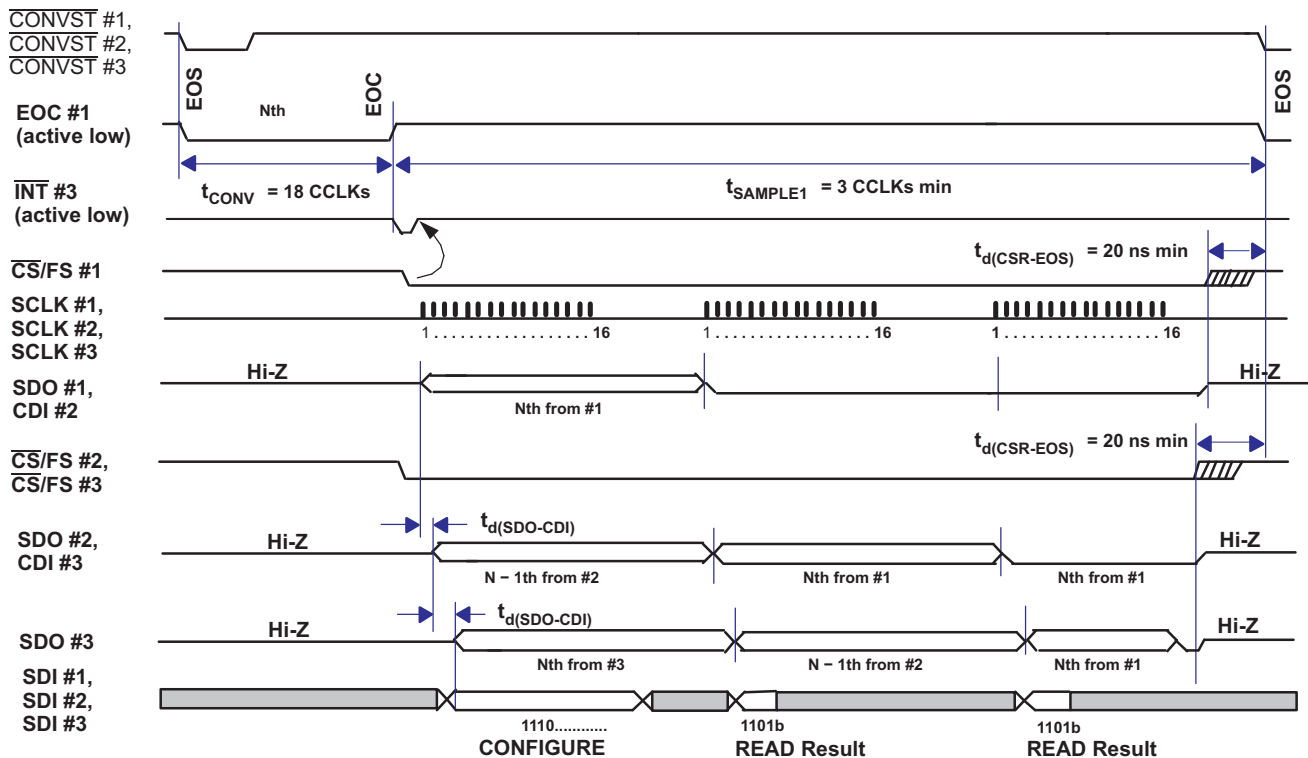 CONVST #1,
CONVST #2,
CONVST #3
EOS
EOC
EOS
EOC #1
(active low)
Nth
tCONV = 18 CCLKs
tSAMPLE1 = 3 CCLKs min
INT #3
(active low)
td(CSR-EOS) = 20 ns min
CS/FS #1
SCLK #1,
SCLK #2,
SCLK #3
1 . . . . . . . . . . . . . . . . . . 16
1 . . . . . . . . . . . . . . . . . . 16
1 . . . . . . . . . . . . . . . . . . 16
Hi-Z
Hi-Z
SDO #1,
CDI #2
Nth from #1
td(CSR-EOS) = 20 ns min
CS/FS #2,
CS/FS #3
td(SDO-CDI)
SDO #2,
CDI #3
Hi-Z
Hi-Z
N − 1th from #2
Nth from #1
Nth from #1
td(SDO-CDI)
SDO #3
Hi-Z
Hi-Z
Nth from #3
N − 1th from #2
Nth from #1
SDI #1,
SDI #2,
SDI #3
1110............
1101b
1101b
CONFIGURE
READ Result
READ Result